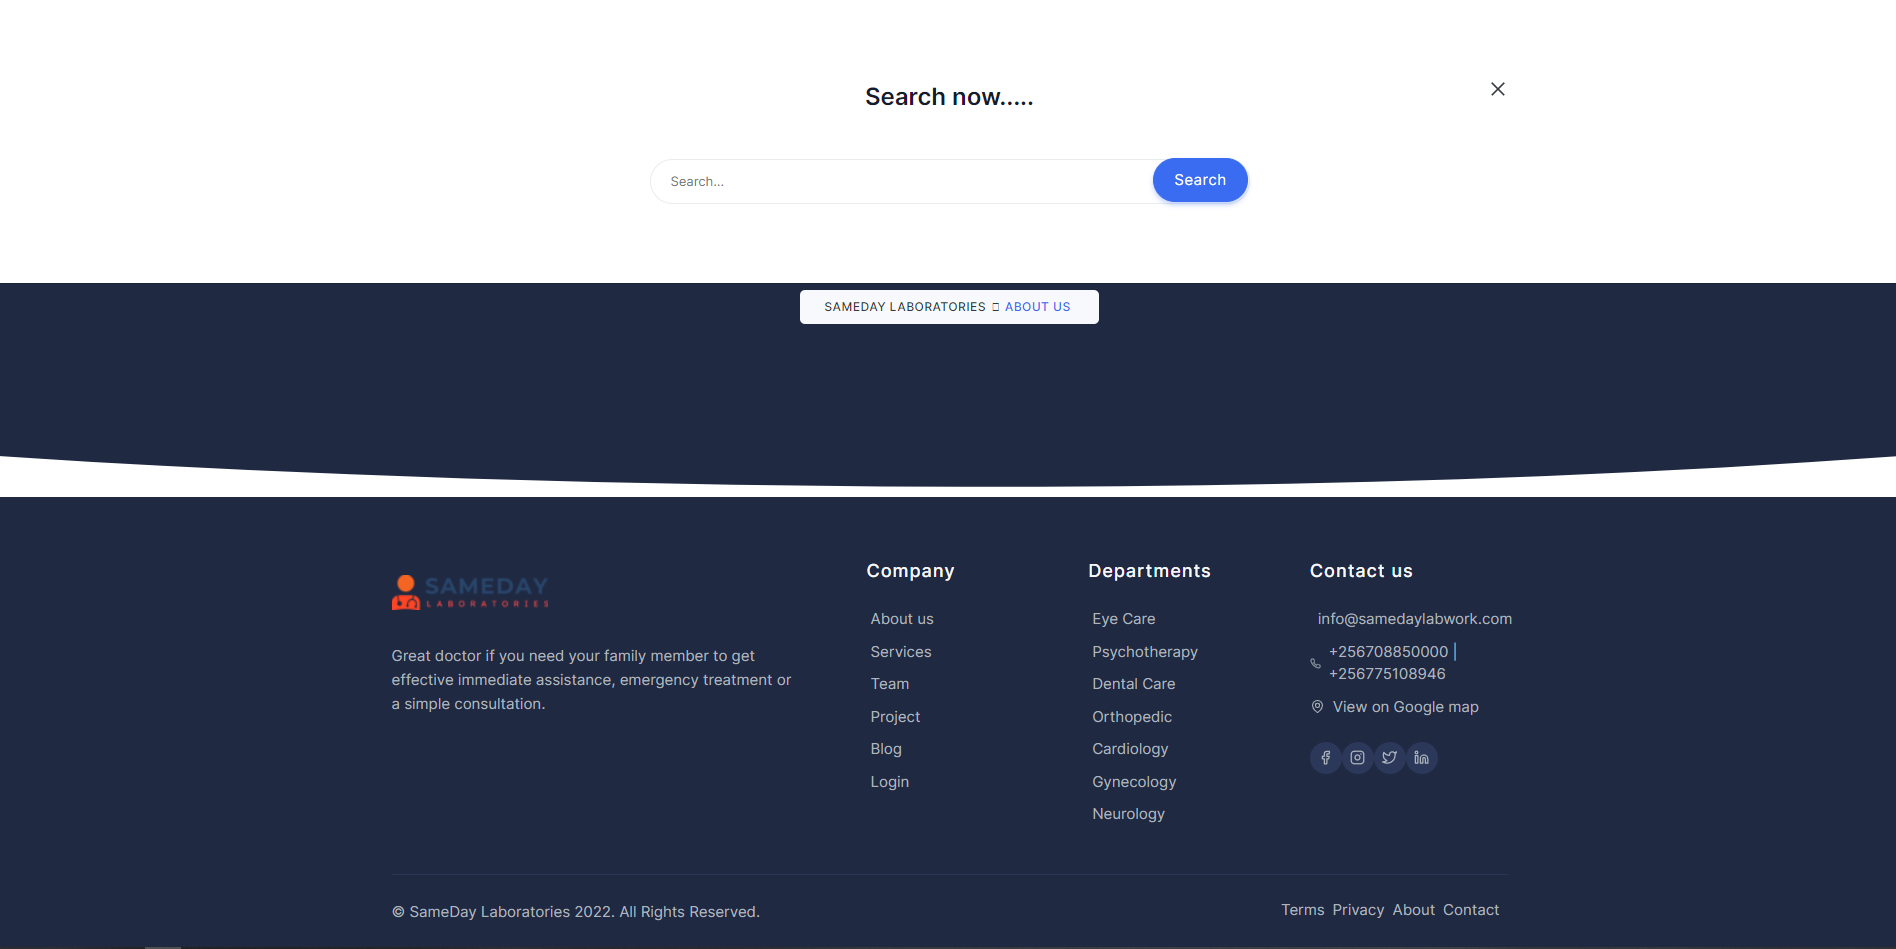 Search now.....
Search...
Search
SAMEDAY LABORATORIES ABOUT US
SAMEDAY
LABORATORIES
Great doctor if you need your family member to get
effective immediate assistance, emergency treatment or
a simple consultation.
Company
About us
Services
Team
Project
Blog
Login
Departments
Eye Care
Psychotherapy
Dental Care
Orthopedic
Cardiology
Gynecology
Neurology
Contact us
info@samedaylabwork.com
+256708850000 |
+256775108946
View on Google map
© SameDay Laboratories 2022. All Rights Reserved.
Terms Privacy About Contact